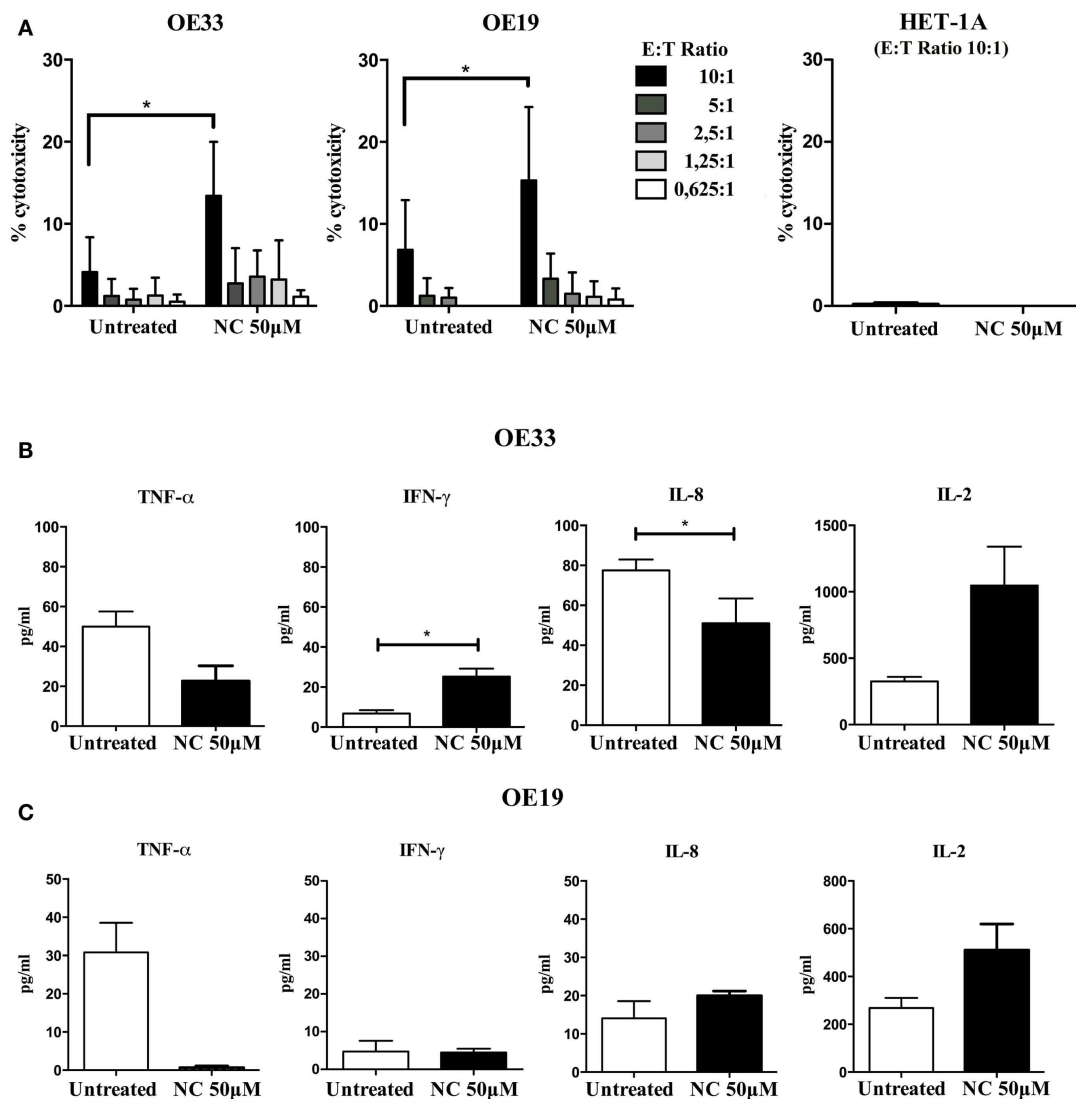 A
OE33
OE19
HET-1A
(E:T Ratio 10:1)
E:T Ratio
10:1
5:1
2,5:1
1,25:1
0,625:1
% cytotoxicity
30
20
10
0
*
Untreated
NC 50µM
% cytotoxicity
30
20
10
0
*
Untreated
NC 50µM
% cytotoxicity
30
20
10
0
Untreated
NC 50µM
B
OE33
TNF-α
pg/ml
100
80
60
40
20
0
Untreated
NC 50µM
IFN-γ
pg/ml
100
80
60
40
20
0
*
Untreated
NC 50µM
IL-8
pg/ml
100
80
60
40
20
0
*
Untreated
NC 50µM
IL-2
pg/ml
1500
1000
500
0
Untreated
NC 50µM
C
OE19
TNF-α
pg/ml
50
40
30
20
10
0
Untreated
NC 50µM
IFN-γ
pg/ml
50
40
30
20
10
0
Untreated
NC 50µM
IL-8
pg/ml
50
40
30
20
10
0
Untreated
NC 50µM
IL-2
pg/ml
800
600
400
200
0
Untreated
NC 50µM